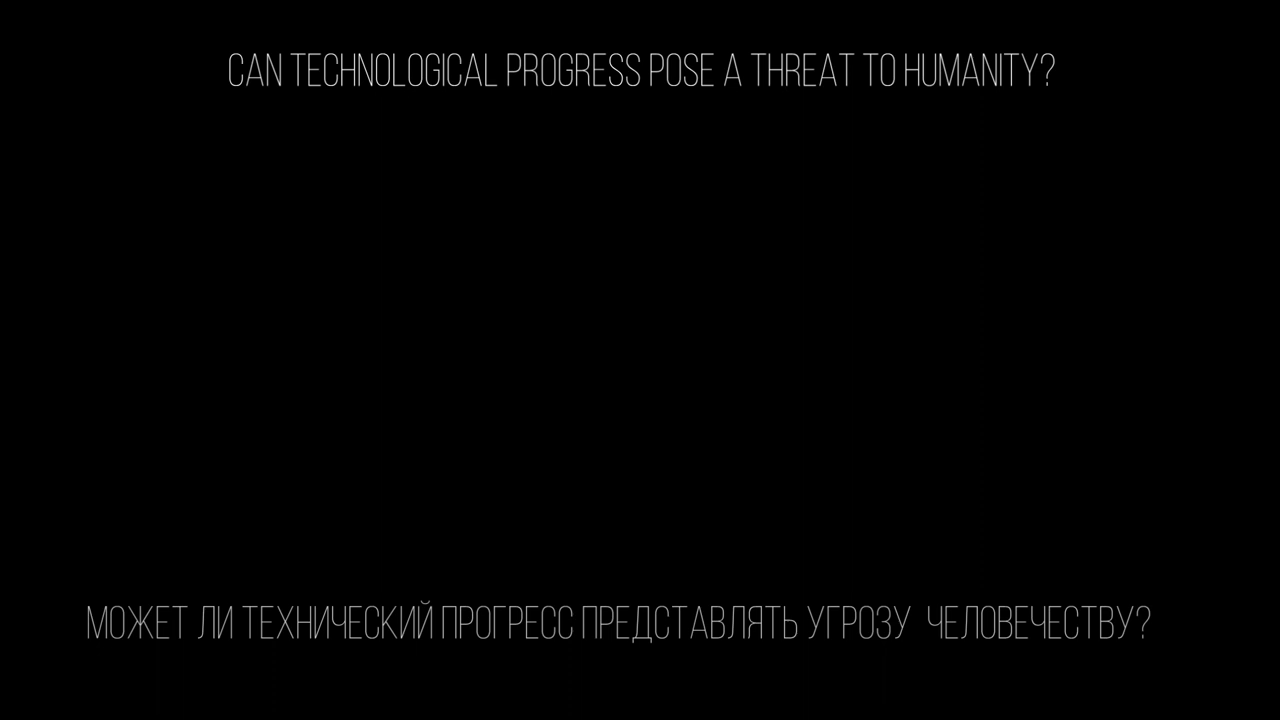 CAN TECHNOLOGICAL PROGRESS POSE A THREAT TO HUMANITY?
МОЖЕТ ЛИ ТЕХНИЧЕСКИЙ ПРОГРЕСС ПРЕДСТАВЛЯТЬ УГРОЗУ ЧЕЛОВЕЧЕСТВУ?